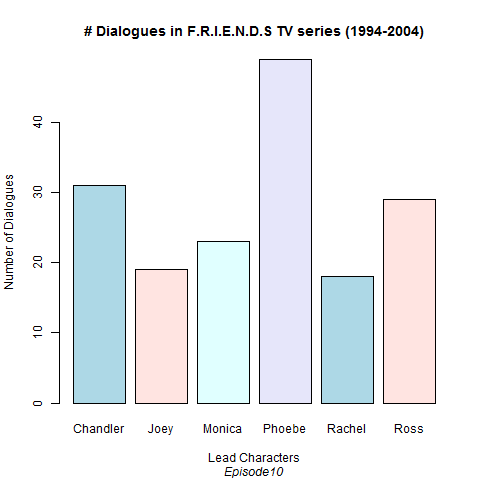 # Dialogues in F.R.I.E.N.D.S TV series (1994-2004)
Number of Dialogues
40
30
20
10
0
Chandler Joey Monica Phoebe Rachel Ross
Lead Characters
Episode10